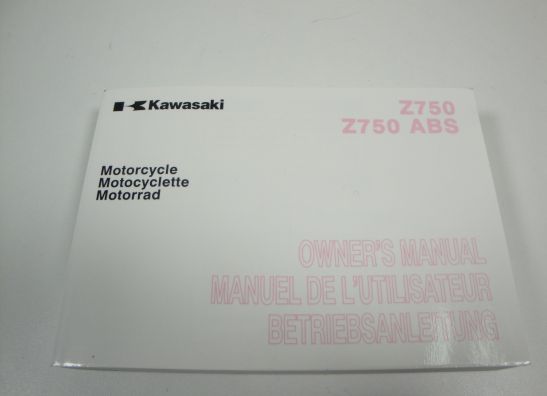 Kawasaki
Z750
Z750 ABS
Motorcycle
Motocyclette
Motorrad
OWNER'S MANUAL
MANUEL DE L'UTILISATEUR
BETRIEBSANLEITUNG